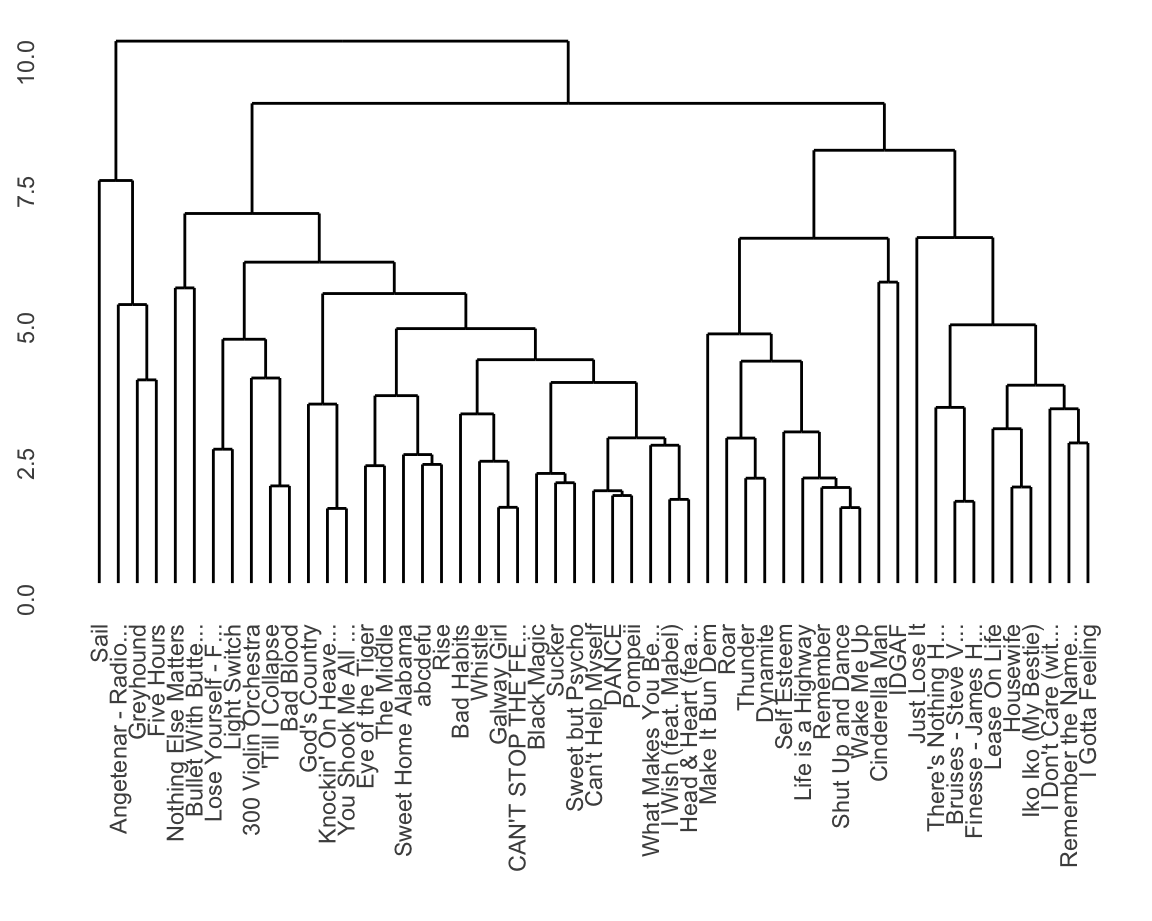 10.0
7.5
5.0
2.5
0.0
Sail
Angetenar - Radio...
Greyhound
Five Hours
Nothing Else Matters
Bullet With Butte...
Lose Yourself - F...
Light Switch
300 Violin Orchestra
'Till I Collapse
Bad Blood
God's Country
Knockin' On Heave...
You Shook Me All ...
Eye of the Tiger
The Middle
Sweet Home Alabama
abcdefu
Rise
Bad Habits
Whistle
Galway Girl
CAN'T STOP THE FE...
Black Magic
Sucker
Sweet but Psycho
Can't Help Myself
DANCE
Pompeii
What Makes You Be...
I Wish (feat. Mabel)
Head & Heart (fea...
Make It Bun Dem
Roar
Thunder
Dynamite
Self Esteem
Life is a Highway
Remember
Shut Up and Dance
Wake Me Up
Cinderella Man
IDGAF
Just Lose It
There's Nothing H...
Bruises - Steve V...
Finesse - James H...
Lease On Life
Housewife
Iko Iko (My Bestie)
I Don't Care (wit...
Remember the Name...
I Gotta Feeling